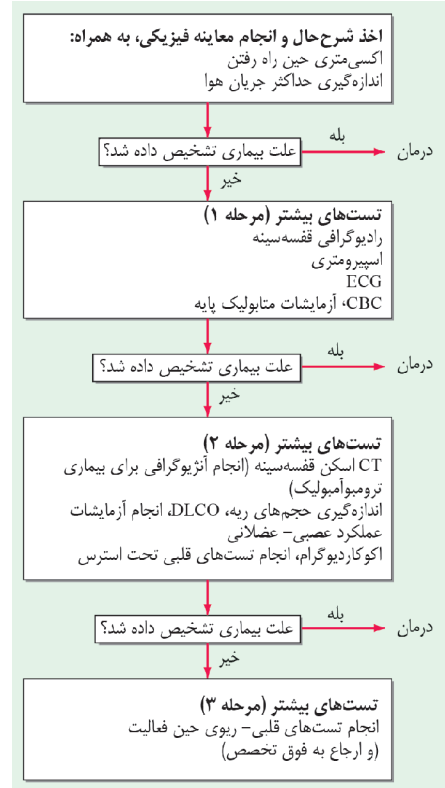 اخذ شرح‌حال و انجام معاینه فیزیکی، به همراه:
اکسی‌متری حین راه رفتن
اندازه‌گیری حداکثر جریان هوا
علت بیماری تشخیص داده شد؟
بله
درمان
خیر
تست‌های بیشتر (مرحله ۱)
رادیوگرافی قفسه‌سینه
اسپیرومتری
ECG
CBC، آزمایشات متابولیک پایه
علت بیماری تشخیص داده شد؟
بله
درمان
خیر
تست‌های بیشتر (مرحله ۲)
CT اسکن قفسه‌سینه (انجام آنژیوگرافی برای بیماری
ترومبوآمبولیک)
اندازه‌گیری حجم‌های ریه، DLCO، انجام آزمایشات
عملکرد عصبی- عضلانی
اکوکاردیوگرام، انجام تست‌های قلبی تحت استرس
علت بیماری تشخیص داده شد؟
بله
درمان
خیر
تست‌های بیشتر (مرحله ۳)
انجام تست‌های قلبی- ریوی حین فعالیت
(و ارجاع به فوق تخصص)